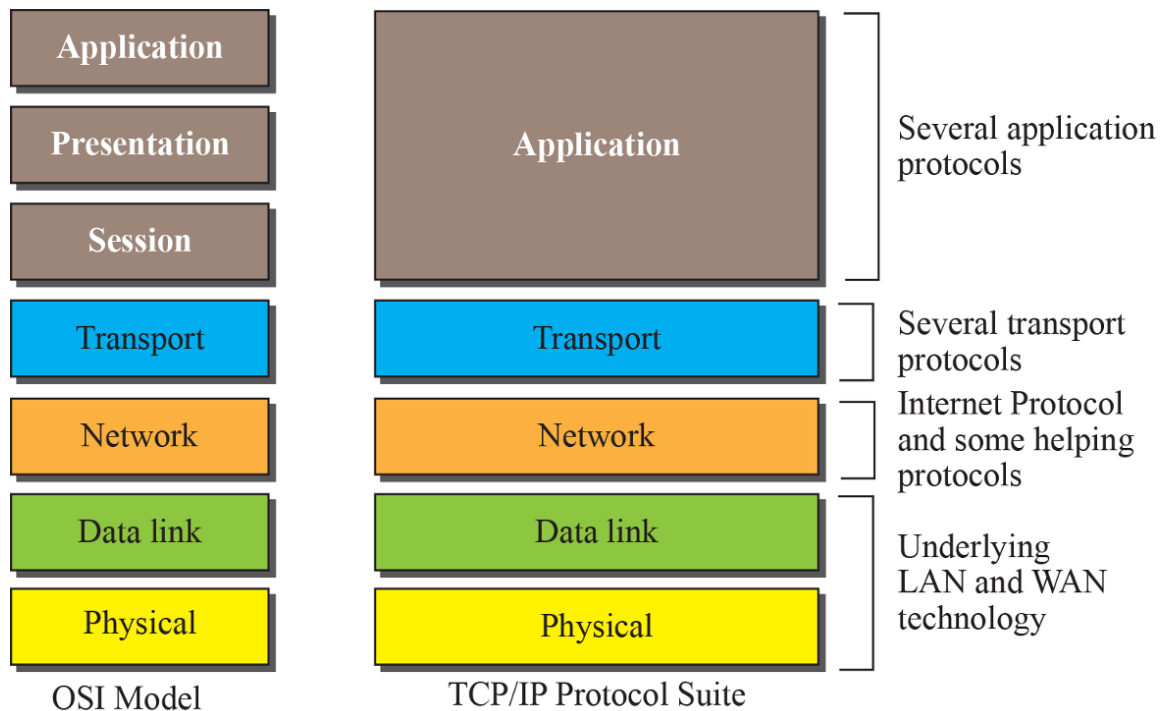 Application
Presentation
Session
Transport
Network
Data link
Physical
OSI Model
Application
Transport
Network
Data link
Physical
TCP/IP Protocol Suite
Several application
protocols
Several transport
protocols
Internet Protocol
and some helping
protocols
Underlying
LAN and WAN
technology